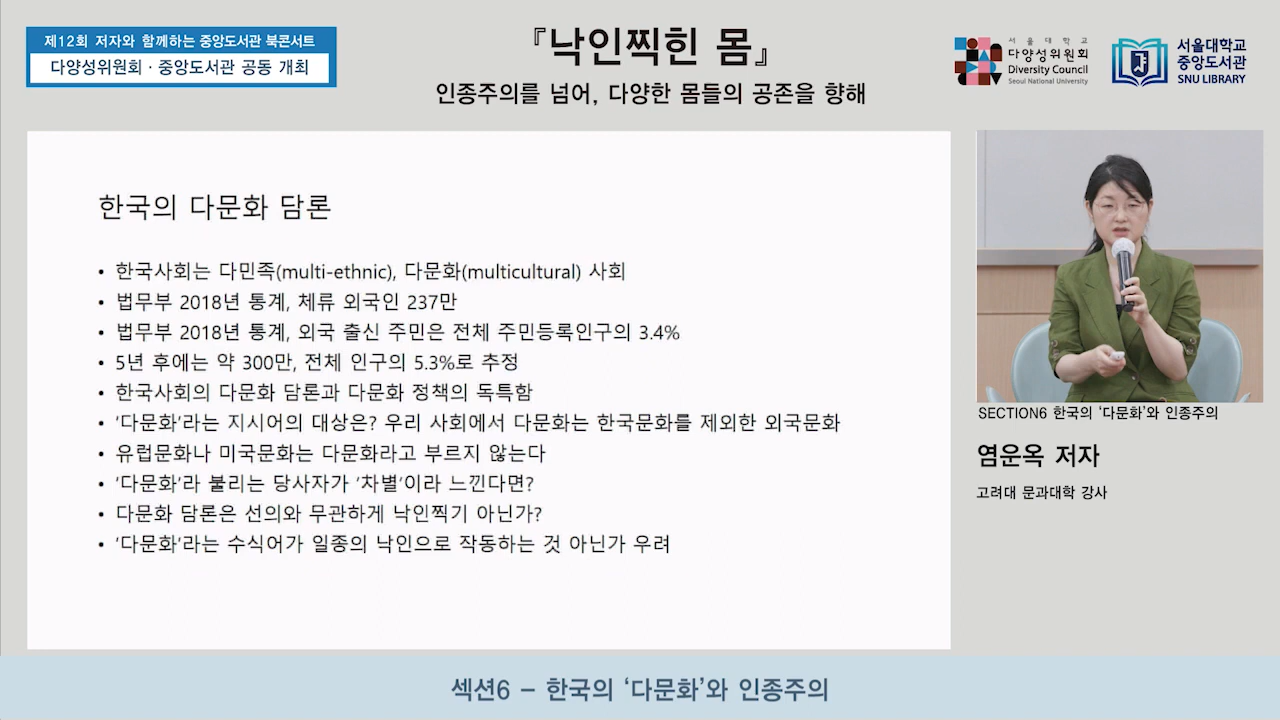 제12회 저자와 함께하는 중앙도서관 북콘서트
다양성위원회·중앙도서관 공동 개최
『낙인찍힌 몸』
인종주의를 넘어, 다양한 몸들의 공존을 향해
서울대학교
다양성위원회
Diversity Council
Seoul National University
서울대학교
중앙도서관
SNU LIBRARY
한국의 다문화 담론
• 한국사회는 다민족(multi-ethnic), 다문화(multicultural) 사회
• 법무부 2018년 통계, 체류 외국인 237만
• 법무부 2018년 통계, 외국 출신 주민은 전체 주민등록인구의 3.4%
• 5년 후에는 약 300만, 전체 인구의 5.3%로 추정
• 한국사회의 다문화 담론과 다문화 정책의 독특함
• '다문화'라는 지시어의 대상은? 우리 사회에서 다문화는 한국문화를 제외한 외국문화
• 유럽문화나 미국문화는 다문화라고 부르지 않는다
• '다문화'라 불리는 당사자가 '차별'이라 느낀다면?
• 다문화 담론은 선의와 무관하게 낙인찍기 아닌가?
• '다문화'라는 수식어가 일종의 낙인으로 작동하는 것 아닌가 우려
SECTION6 한국의 '다문화'와 인종주의
염운옥 저자
고려대 문과대학 강사
섹션6 – 한국의 '다문화'와 인종주의